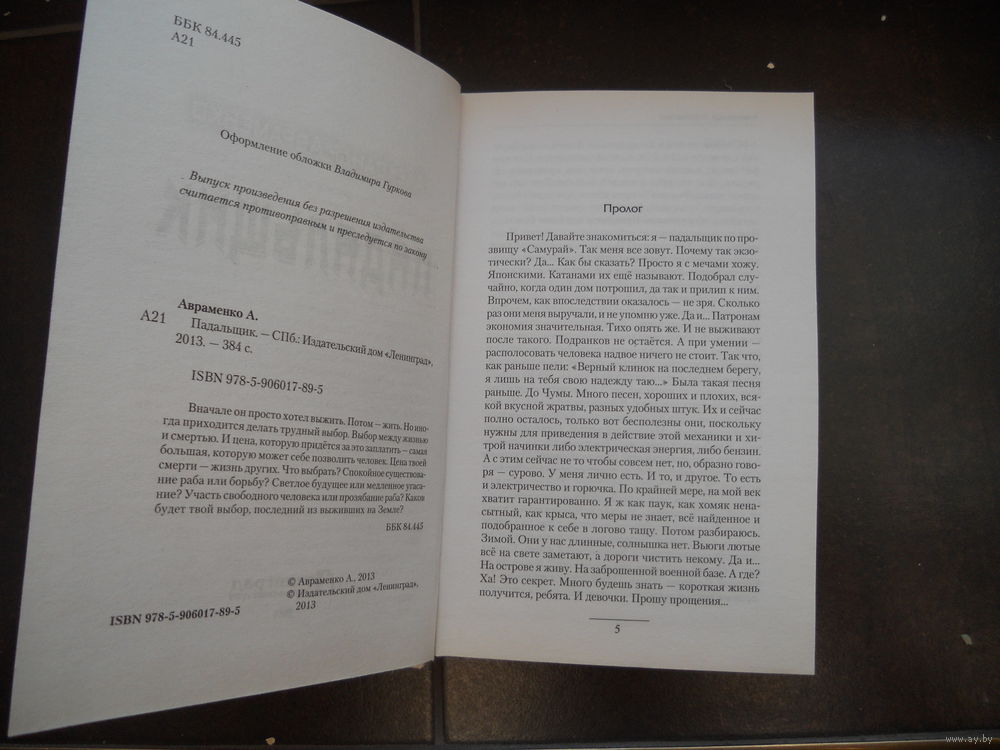 ББК 84.445
А21
Оформление обложки Владимира Гуркова
Выпуск произведения без разрешения издательства
считается противоправным и преследуется по закону
Авраменко А.
А21
Падальщик. — СПб.: Издательский дом «Ленинград»,
2013. — 384 с.
ISBN 978-5-906017-89-5
Вначале он просто хотел выжить. Потом — жить. Но ино-
гда приходится делать трудный выбор. Выбор между жизнью
и смертью. И цена, которую придётся за это заплатить — самая
большая, которую может себе позволить человек. Цена твоей
смерти — жизнь других. Что выбрать? Спокойное существова-
ние раба или борьбу? Светлое будущее или медленное угаса-
ние? Участь свободного человека или прозябание раба? Каков
будет твой выбор, последний из выживших на Земле?
ББК 84.445
© Авраменко А., 2013
© Издательский дом «Ленинград»,
2013
ISBN 978-5-906017-89-5
Пролог
Привет! Давайте знакомиться: я — падальщик по про-
звищу «Самурай». Так меня все зовут. Почему так экзо-
тически? Да... Как бы сказать? Просто я с мечами хожу.
Японскими. Катанами их ещё называют. Подобрал слу-
чайно, когда один дом потрошил, да так и прилип к ним.
Впрочем, как впоследствии оказалось — не зря. Сколько
раз они меня выручали, и не упомню уже. Да и... Патронам
экономия значительная. Тихо опять же. И не выживают
после такого. Подранков не остаётся. А при умении —
располосовать человека надвое ничего не стоит. Так что,
как раньше пели: «Верный клинок на последнем берегу,
я лишь на тебя свою надежду таю...» Была такая песня
раньше. До Чумы. Много песен, хороших и плохих, вся-
кой вкусной жратвы, разных удобных штук. Их и сейчас
полно осталось, только вот бесполезны они, поскольку
нужны для приведения в действие этой механики и хи-
трой начинки либо электрическая энергия, либо бензин.
А с этим сейчас не то чтобы совсем нет, но, образно гово-
ря — сурово. У меня лично есть. И то, и другое. То есть
и электричество и горючка. По крайней мере, на мой век
хватит гарантированно. Я ж как паук, как хомяк нена-
сытный, как крыса, что меры не знает, всё найденное и
подобранное к себе в логово тащу. Потом разбираюсь.
Зимой. Они у нас длинные, солнышка нет. Вьюги лютые
всё на свете заметают, а дороги чистить некому. Да и...
На острове я живу. На заброшенной военной базе. А где?
Ха! Это секрет. Много будешь знать — короткая жизнь
получится, ребята. И девочки. Прошу прощения...
5
www.ay.by